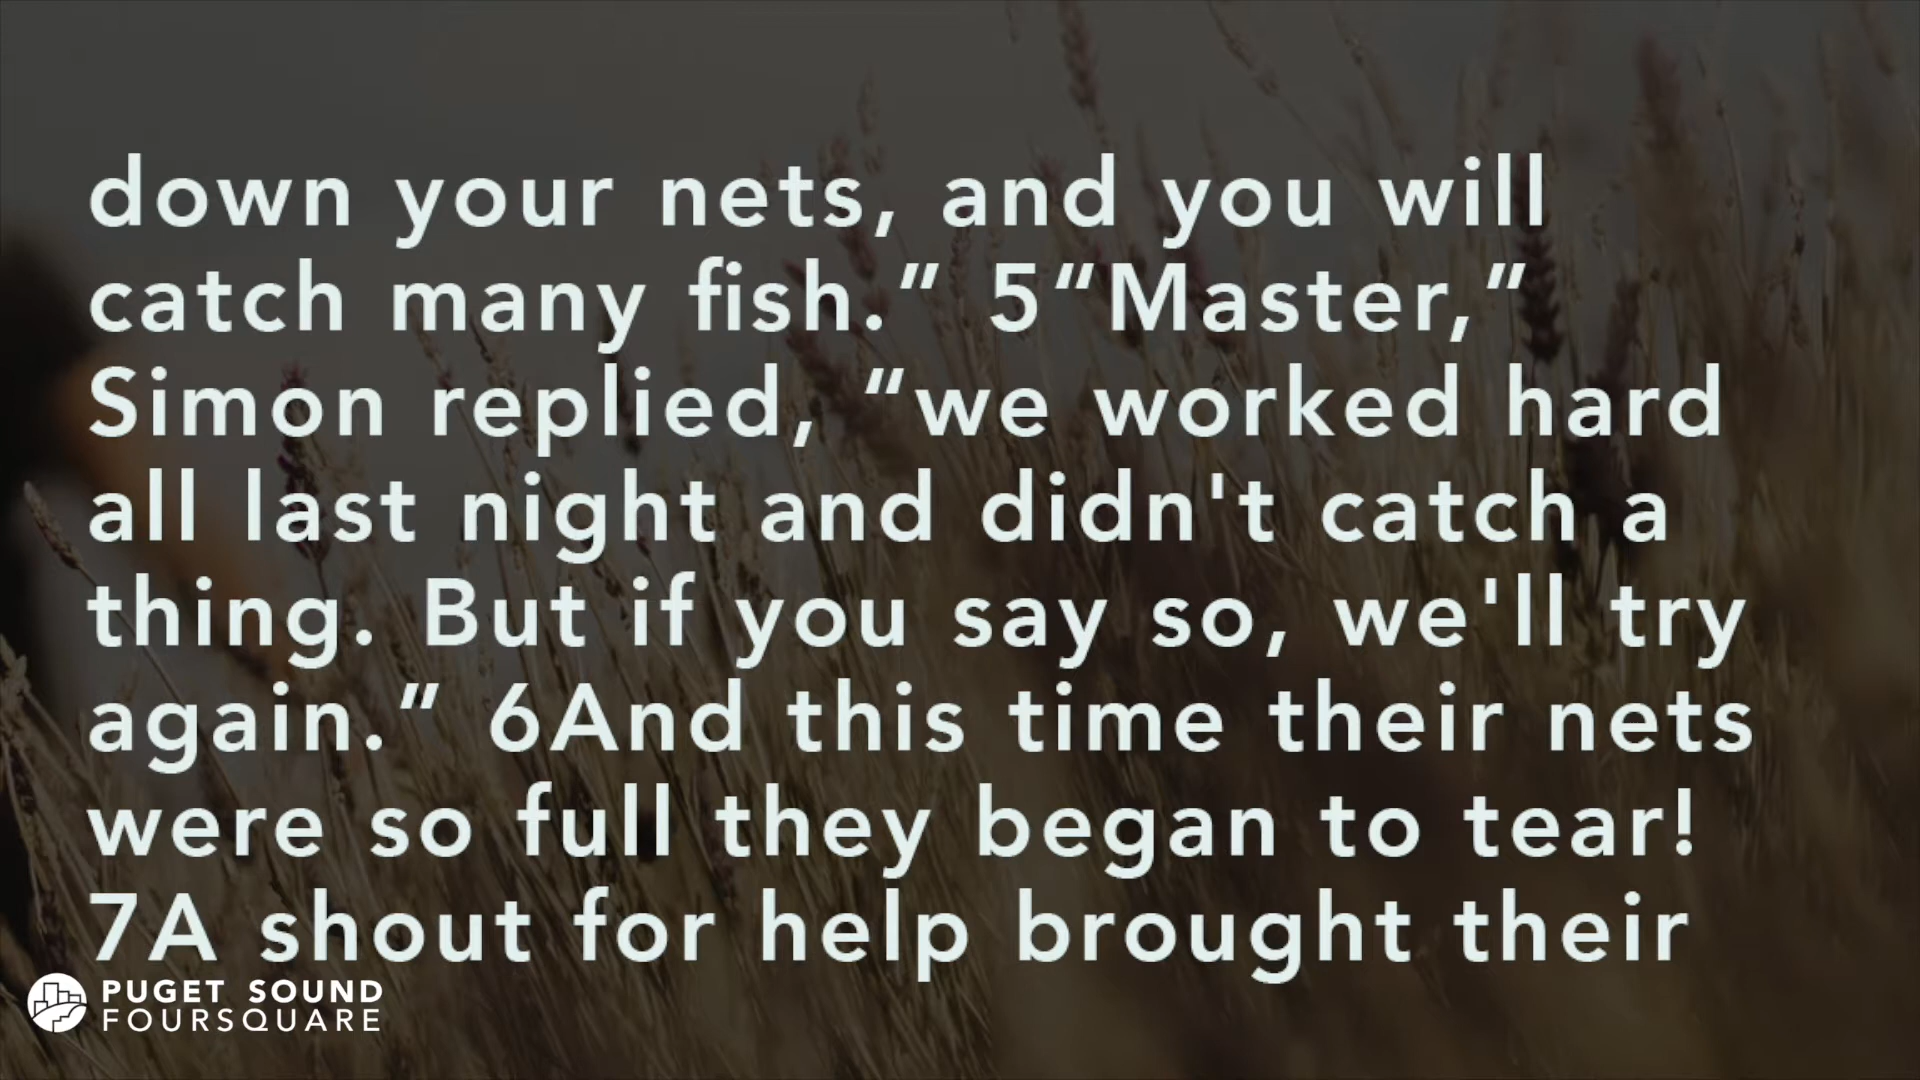 down your nets, and you will
catch many fish.” 5“Master,”
Simon replied, “we worked hard
all last night and didn't catch a
thing. But if you say so, we'll try
again.” 6And this time their nets
were so full they began to tear!
7A shout for help brought their
PUGET SOUND
FOURSQUARE